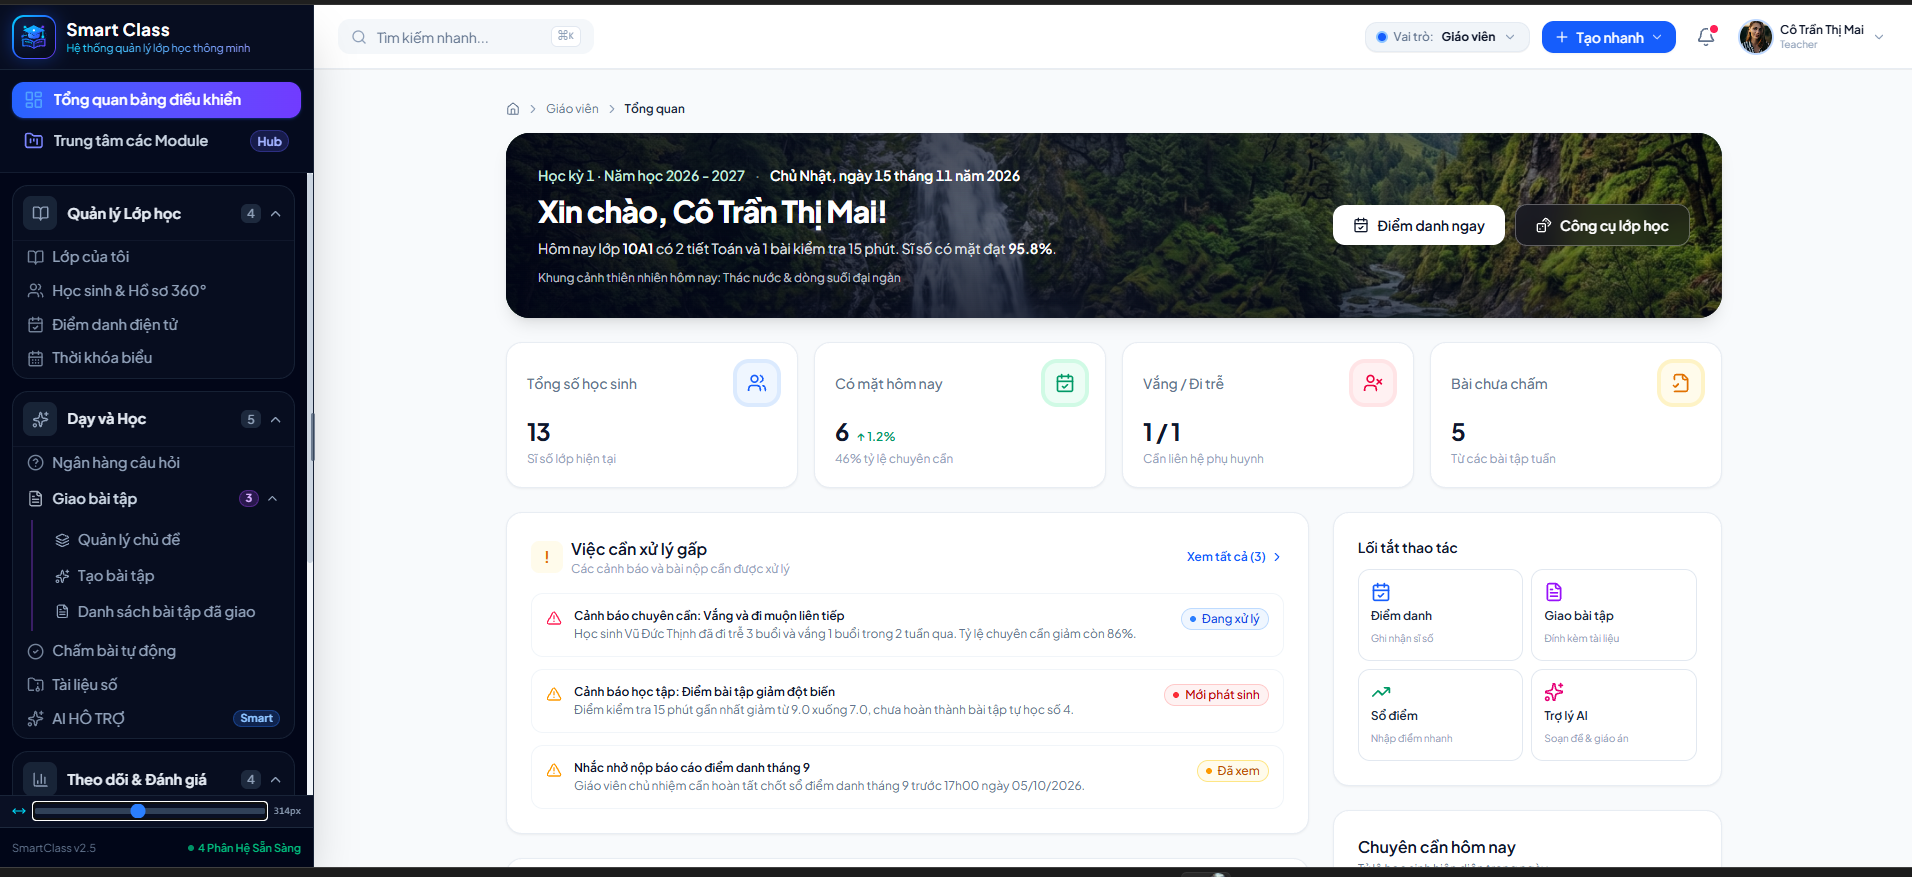 Smart Class
Hệ thống quản lý lớp học thông minh
Tìm kiếm nhanh...
⌘K
Vai trò: Giáo viên
+ Tạo nhanh
Cô Trần Thị Mai
Teacher
Tổng quan bảng điều khiển
Trung tâm các Module
Hub
Quản lý Lớp học
4
Lớp của tôi
Học sinh & Hồ sơ 360°
Điểm danh điện tử
Thời khóa biểu
Dạy và Học
5
Ngân hàng câu hỏi
Giao bài tập
3
Quản lý chủ đề
Tạo bài tập
Danh sách bài tập đã giao
Chấm bài tự động
Tài liệu số
AI HỖ TRỢ
Smart
Theo dõi & Đánh giá
4
314px
SmartClass v2.5
4 Phân Hệ Sẵn Sàng
Giáo viên
Tổng quan
Học kỳ 1 · Năm học 2026 - 2027 · Chủ Nhật, ngày 15 tháng 11 năm 2026
Xin chào, Cô Trần Thị Mai!
Hôm nay lớp 10A1 có 2 tiết Toán và 1 bài kiểm tra 15 phút. Sĩ số có mặt đạt 95.8%.
Khung cảnh thiên nhiên hôm nay: Thác nước & dòng suối đại ngàn
Điểm danh ngay
Công cụ lớp học
Tổng số học sinh
13
Sĩ số lớp hiện tại
Có mặt hôm nay
6 ↑1.2%
46% tỷ lệ chuyên cần
Vắng / Đi trễ
1 / 1
Cần liên hệ phụ huynh
Bài chưa chấm
5
Từ các bài tập tuần
!
Việc cần xử lý gấp
Các cảnh báo và bài nộp cần được xử lý
Xem tất cả (3)
Cảnh báo chuyên cần: Vắng và đi muộn liên tiếp
Học sinh Vũ Đức Thịnh đã đi trễ 3 buổi và vắng 1 buổi trong 2 tuần qua. Tỷ lệ chuyên cần giảm còn 86%.
Đang xử lý
Cảnh báo học tập: Điểm bài tập giảm đột biến
Điểm kiểm tra 15 phút gần nhất giảm từ 9.0 xuống 7.0, chưa hoàn thành bài tập tự học số 4.
Mới phát sinh
Nhắc nhở nộp báo cáo điểm danh tháng 9
Giáo viên chủ nhiệm cần hoàn tất chốt sổ điểm danh tháng 9 trước 17h00 ngày 05/10/2026.
Đã xem
Lối tắt thao tác
Điểm danh
Ghi nhận sĩ số
Giao bài tập
Đính kèm tài liệu
Sổ điểm
Nhập điểm nhanh
Trợ lý AI
Soạn đề & giáo án
Chuyên cần hôm nay